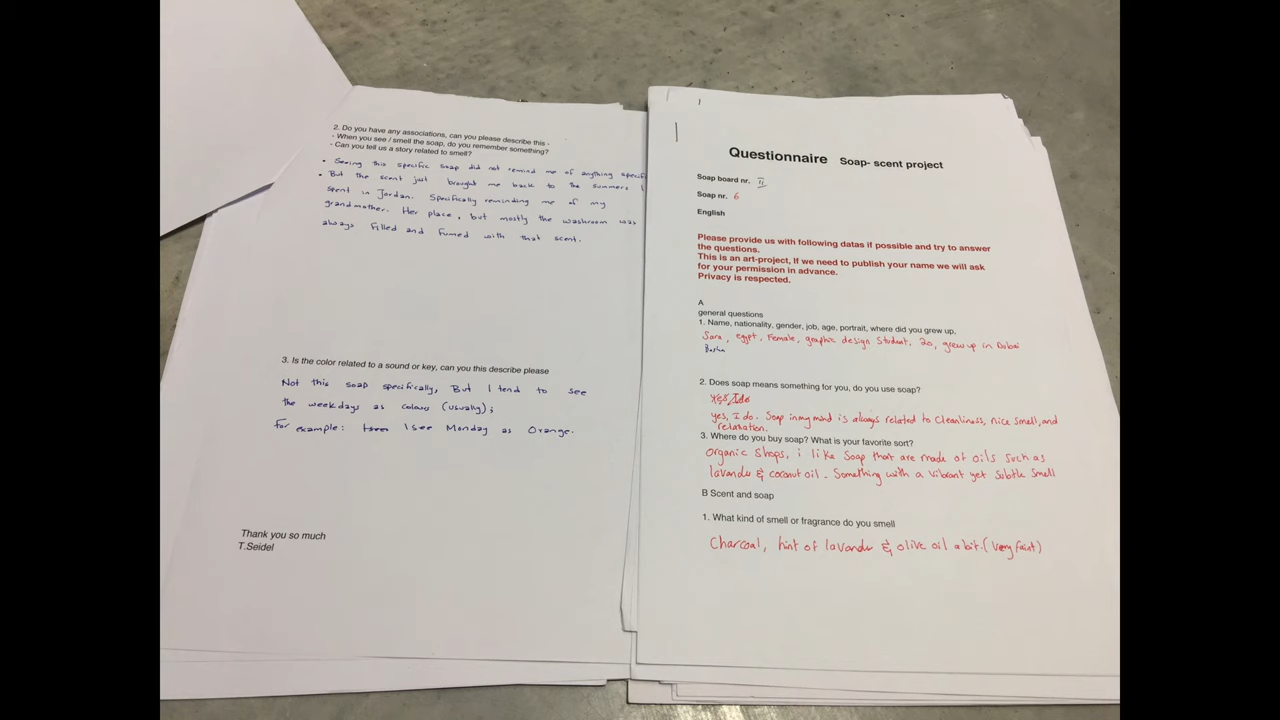 2. Do you have any associations, can you please describe this -
- When you see / smell the soap, do you remember something?
- Can you tell us a story related to smell?
• Seeing this specific soap did not remind me of anything specifi
• But the scent just brought me back to the summers I
spent in Jordan. Specifically reminding me of my
grandmother. Her place, but mostly the washroom was
always filled and fumed with that scent.
3. Is the color related to a sound or key, can you this describe please
Not this soap specifically, But I tend to see
the weekdays as colours (usually);
for example: I see Monday as Orange.
Thank you so much
T.Seidel
Questionnaire Soap- scent project
Soap board nr. II
Soap nr. 6
English
Please provide us with following datas if possible and try to answer
the questions.
This is an art-project, If we need to publish your name we will ask
for your permission in advance.
Privacy is respected.
A
general questions
1. Name, nationality, gender, job, age, portrait, where did you grew up,
Sara, egypt, Female, graphic design Student, 20, grew up in Dubai
2. Does soap means something for you, do you use soap?
yes, I do. Soap in my mind is always related to Cleanliness, nice smell, and
relaxation.
3. Where do you buy soap? What is your favorite sort?
organic shops, i like Soap that are made of oils such as
lavander & coconut oil - Something with a vibrant yet subtle smell
B Scent and soap
1. What kind of smell or fragrance do you smell
Charcoal, hint of lavander & olive oil a bit. (very faint)